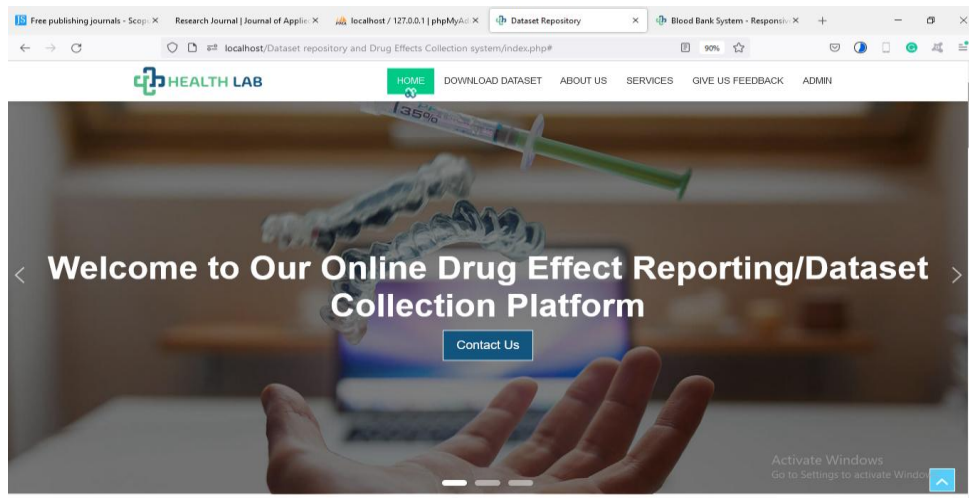 Free publishing journals - Scop
Research Journal | Journal of Applie
localhost / 127.0.0.1 | phpMyAd
Dataset Repository
Blood Bank System - Responsiv
localhost/Dataset repository and Drug Effects Collection system/index.php#
90%
HEALTH LAB
HOME DOWNLOAD DATASET ABOUT US SERVICES GIVE US FEEDBACK ADMIN
35%
Welcome to Our Online Drug Effect Reporting/Dataset
Collection Platform
Contact Us
Activate Windows
Go to Settings to activate Windo